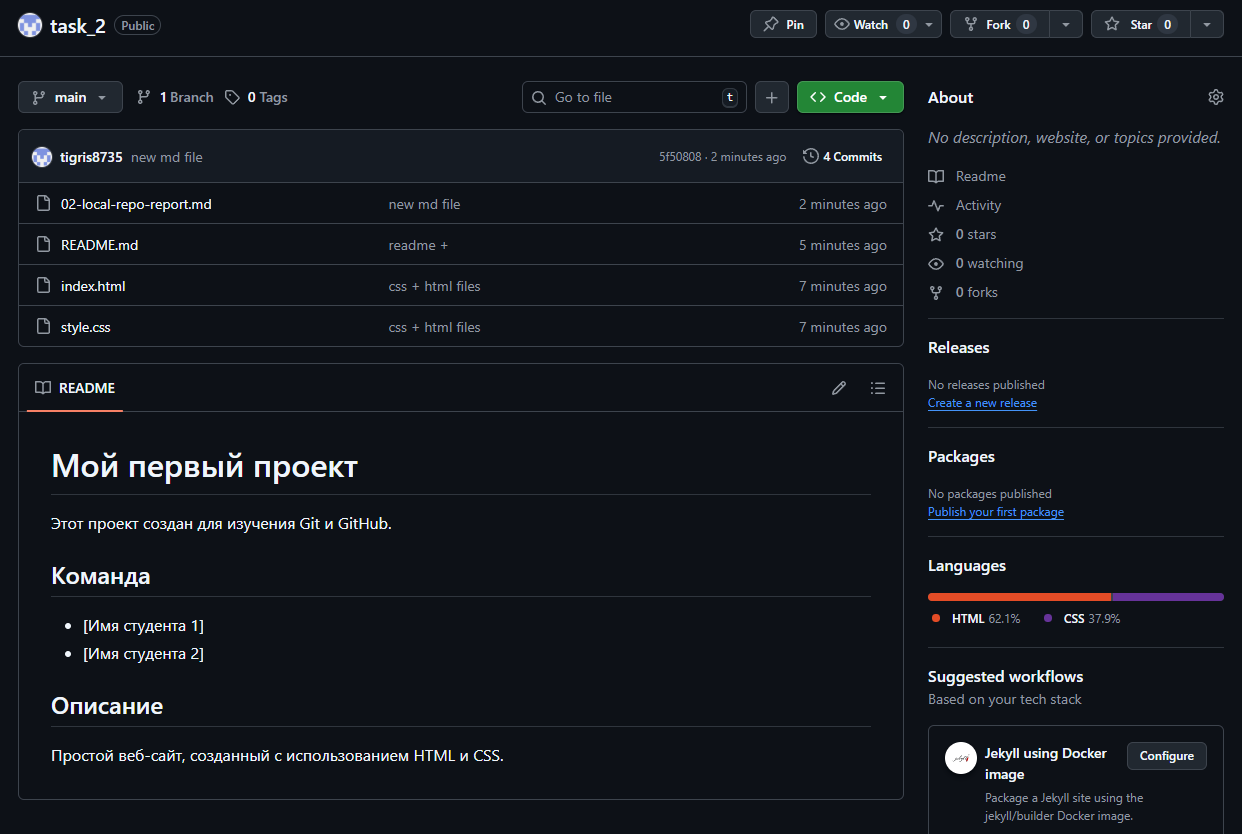 task_2 Public Pin Watch 0 Fork 0 Star 0
main 1 Branch 0 Tags Go to file t Code
tigris8735 new md file 5f50808 · 2 minutes ago 4 Commits
02-local-repo-report.md new md file 2 minutes ago
README.md readme + 5 minutes ago
index.html css + html files 7 minutes ago
style.css css + html files 7 minutes ago
README
Мой первый проект
Этот проект создан для изучения Git и GitHub.
Команда
[Имя студента 1]
[Имя студента 2]
Описание
Простой веб-сайт, созданный с использованием HTML и CSS.
About
No description, website, or topics provided.
Readme
Activity
0 stars
0 watching
0 forks
Releases
No releases published
Create a new release
Packages
No packages published
Publish your first package
Languages
HTML 62.1% CSS 37.9%
Suggested workflows
Based on your tech stack
Jekyll using Docker
image
Configure
Package a Jekyll site using the
jekyll/builder Docker image.